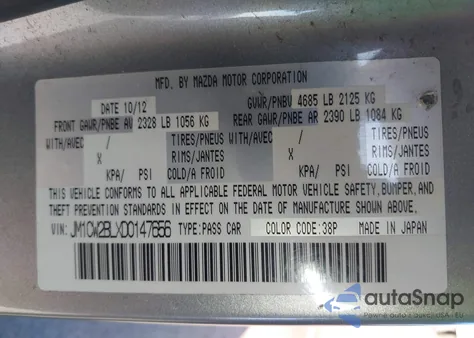 MFD. BY MAZDA MOTOR CORPORATION
DATE 10/12 GVWR/PNBV 4685 LB 2125 KG
FRONT GAWR/PNBE AV 2328 LB 1056 KG REAR GAWR/PNBE AR 2390 LB 1084 KG
WITH/AVEC / TIRES/PNEUS WITH/AVEC / TIRES/PNEUS
X RIMS/JANTES X RIMS/JANTES
KPA/ PSI COLD/A FROID KPA/ PSI COLD/A FROID
THIS VEHICLE CONFORMS TO ALL APPLICABLE FEDERAL MOTOR VEHICLE SAFETY, BUMPER, AND
THEFT PREVENTION STANDARDS IN EFFECT ON THE DATE OF MANUFACTURE SHOWN ABOVE.
VIN: JM1CW2BLXD0147656 TYPE:PASS CAR COLOR CODE:38P MADE IN JAPAN
autoSnap